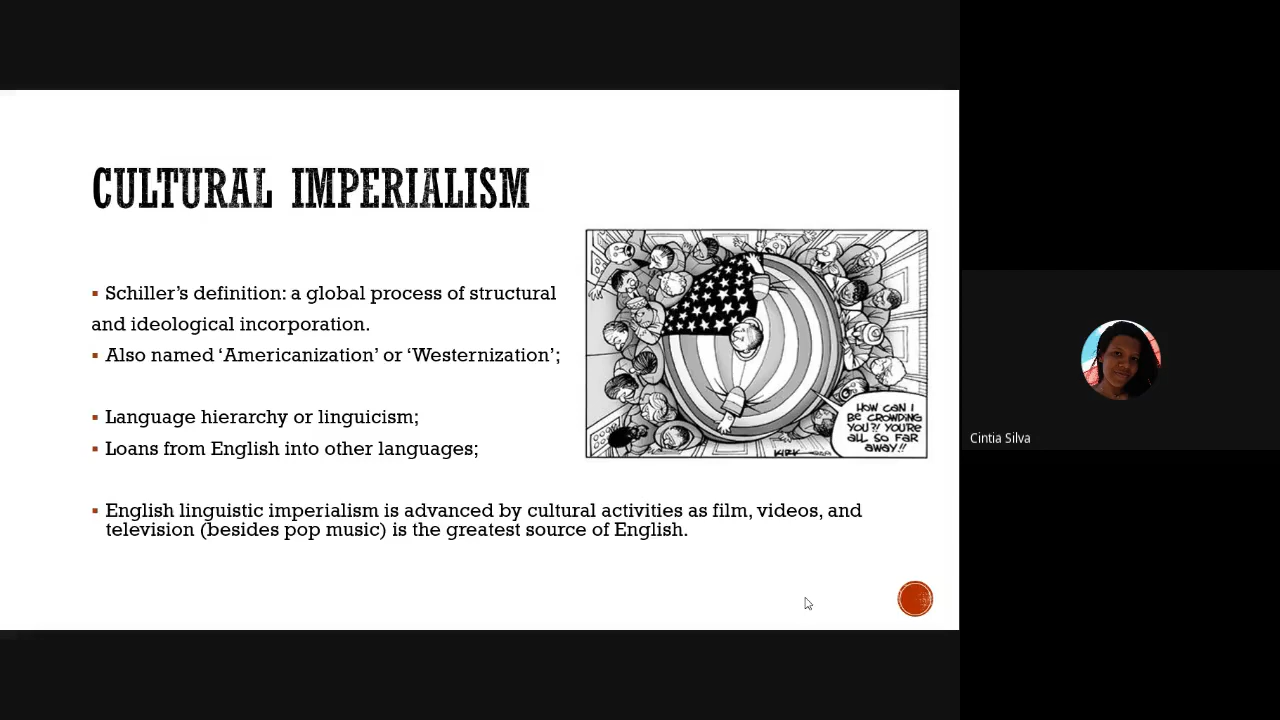 CULTURAL IMPERIALISM
▪ Schiller’s definition: a global process of structural
and ideological incorporation.
▪ Also named ‘Americanization’ or ‘Westernization’;
▪ Language hierarchy or linguicism;
▪ Loans from English into other languages;
▪ English linguistic imperialism is advanced by cultural activities as film, videos, and
television (besides pop music) is the greatest source of English.
HOW CAN I
BE CROWDING
YOU?! YOU'RE
ALL SO FAR
AWAY!!
KIRK
Cintia Silva